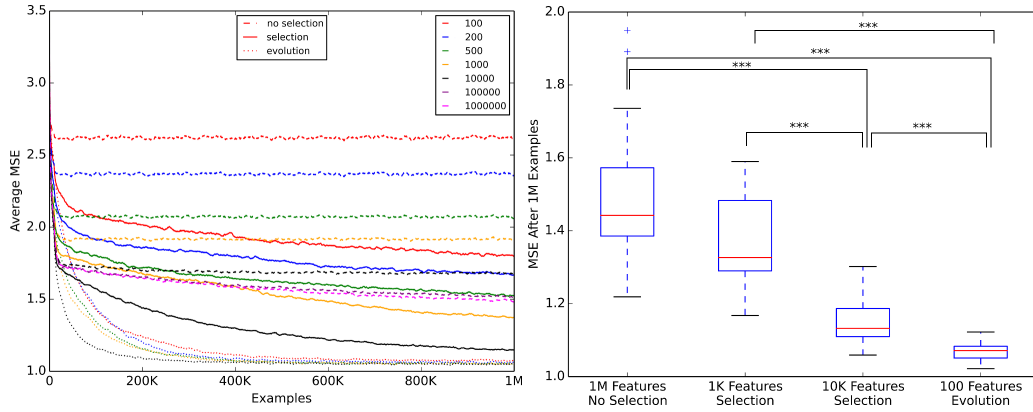 3.5
3.0
2.5
2.0
1.5
1.0
Average MSE
no selection
selection
evolution
100
200
500
1000
10000
100000
1000000
0
200K
400K
600K
800K
1M
Examples
2.0
1.8
1.6
1.4
1.2
1.0
MSE After 1M Examples
***
***
***
***
***
1M Features
No Selection
1K Features
Selection
10K Features
Selection
100 Features
Evolution